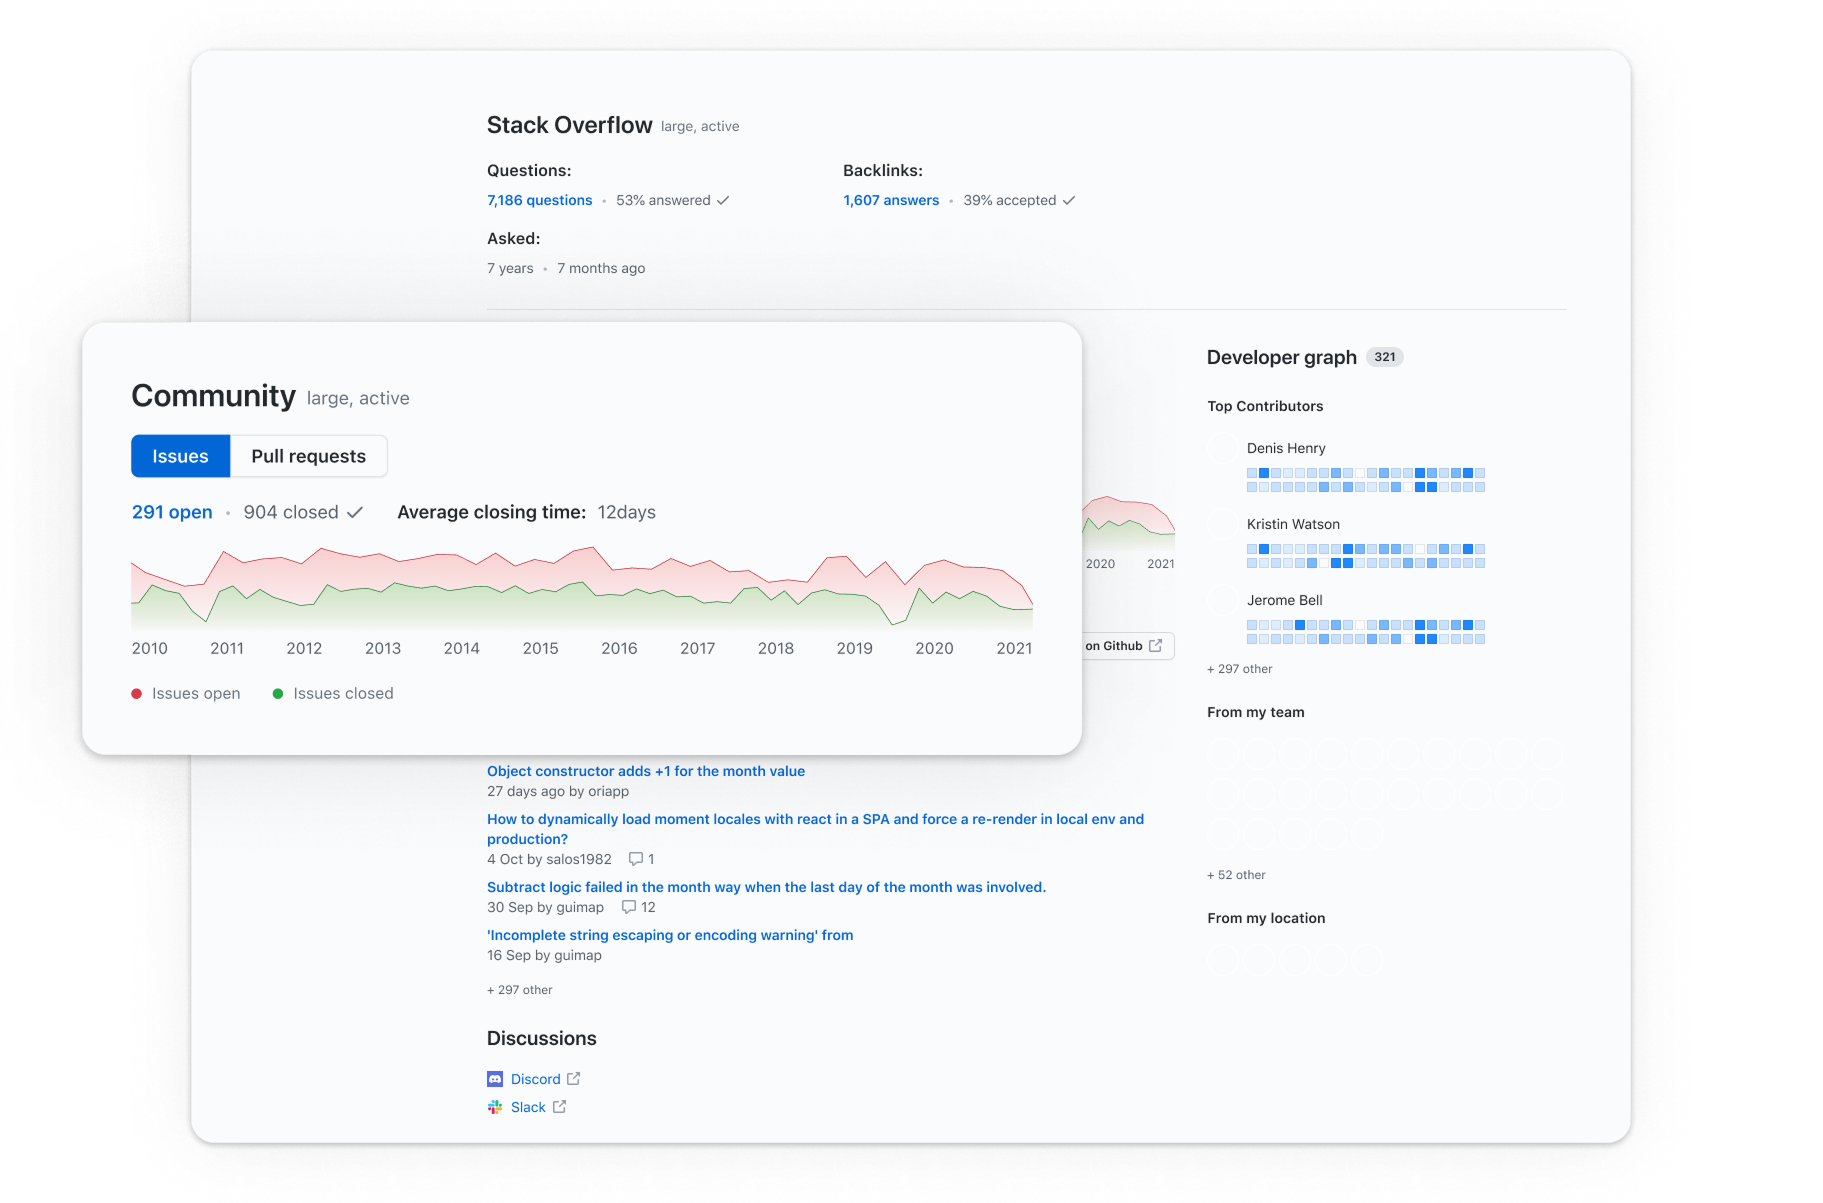 Stack Overflow large, active
Questions:
7,186 questions • 53% answered
Backlinks:
1,607 answers • 39% accepted
Asked:
7 years • 7 months ago
Community large, active
Issues Pull requests
291 open • 904 closed Average closing time: 12days
2010 2011 2012 2013 2014 2015 2016 2017 2018 2019 2020 2021
Issues open Issues closed
2020 2021
on Github
Object constructor adds +1 for the month value
27 days ago by oriapp
How to dynamically load moment locales with react in a SPA and force a re-render in local env and
production?
4 Oct by salos1982 1
Subtract logic failed in the month way when the last day of the month was involved.
30 Sep by guimap 12
'Incomplete string escaping or encoding warning' from
16 Sep by guimap
+ 297 other
Discussions
Discord
Slack
Developer graph 321
Top Contributors
Denis Henry
Kristin Watson
Jerome Bell
+ 297 other
From my team
+ 52 other
From my location